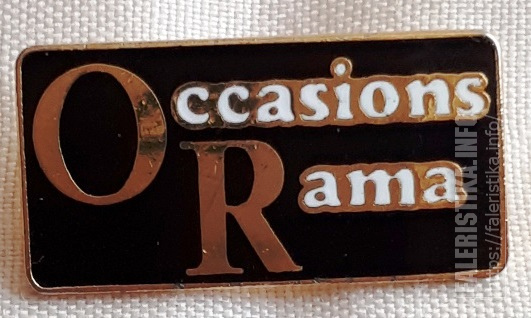 Occasions
Rama
FALERISTIKA.INFO
https://faleristika.info/